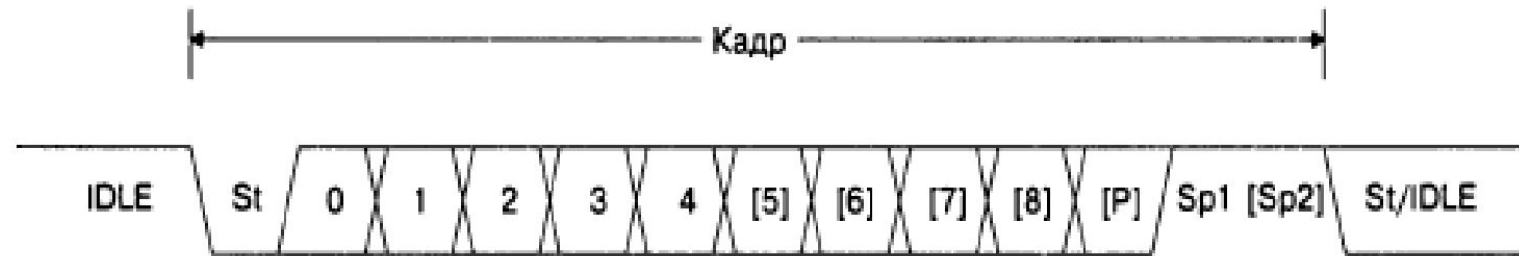 Кадр
IDLE St 0 1 2 3 4 [5] [6] [7] [8] [P] Sp1 [Sp2] St/IDLE